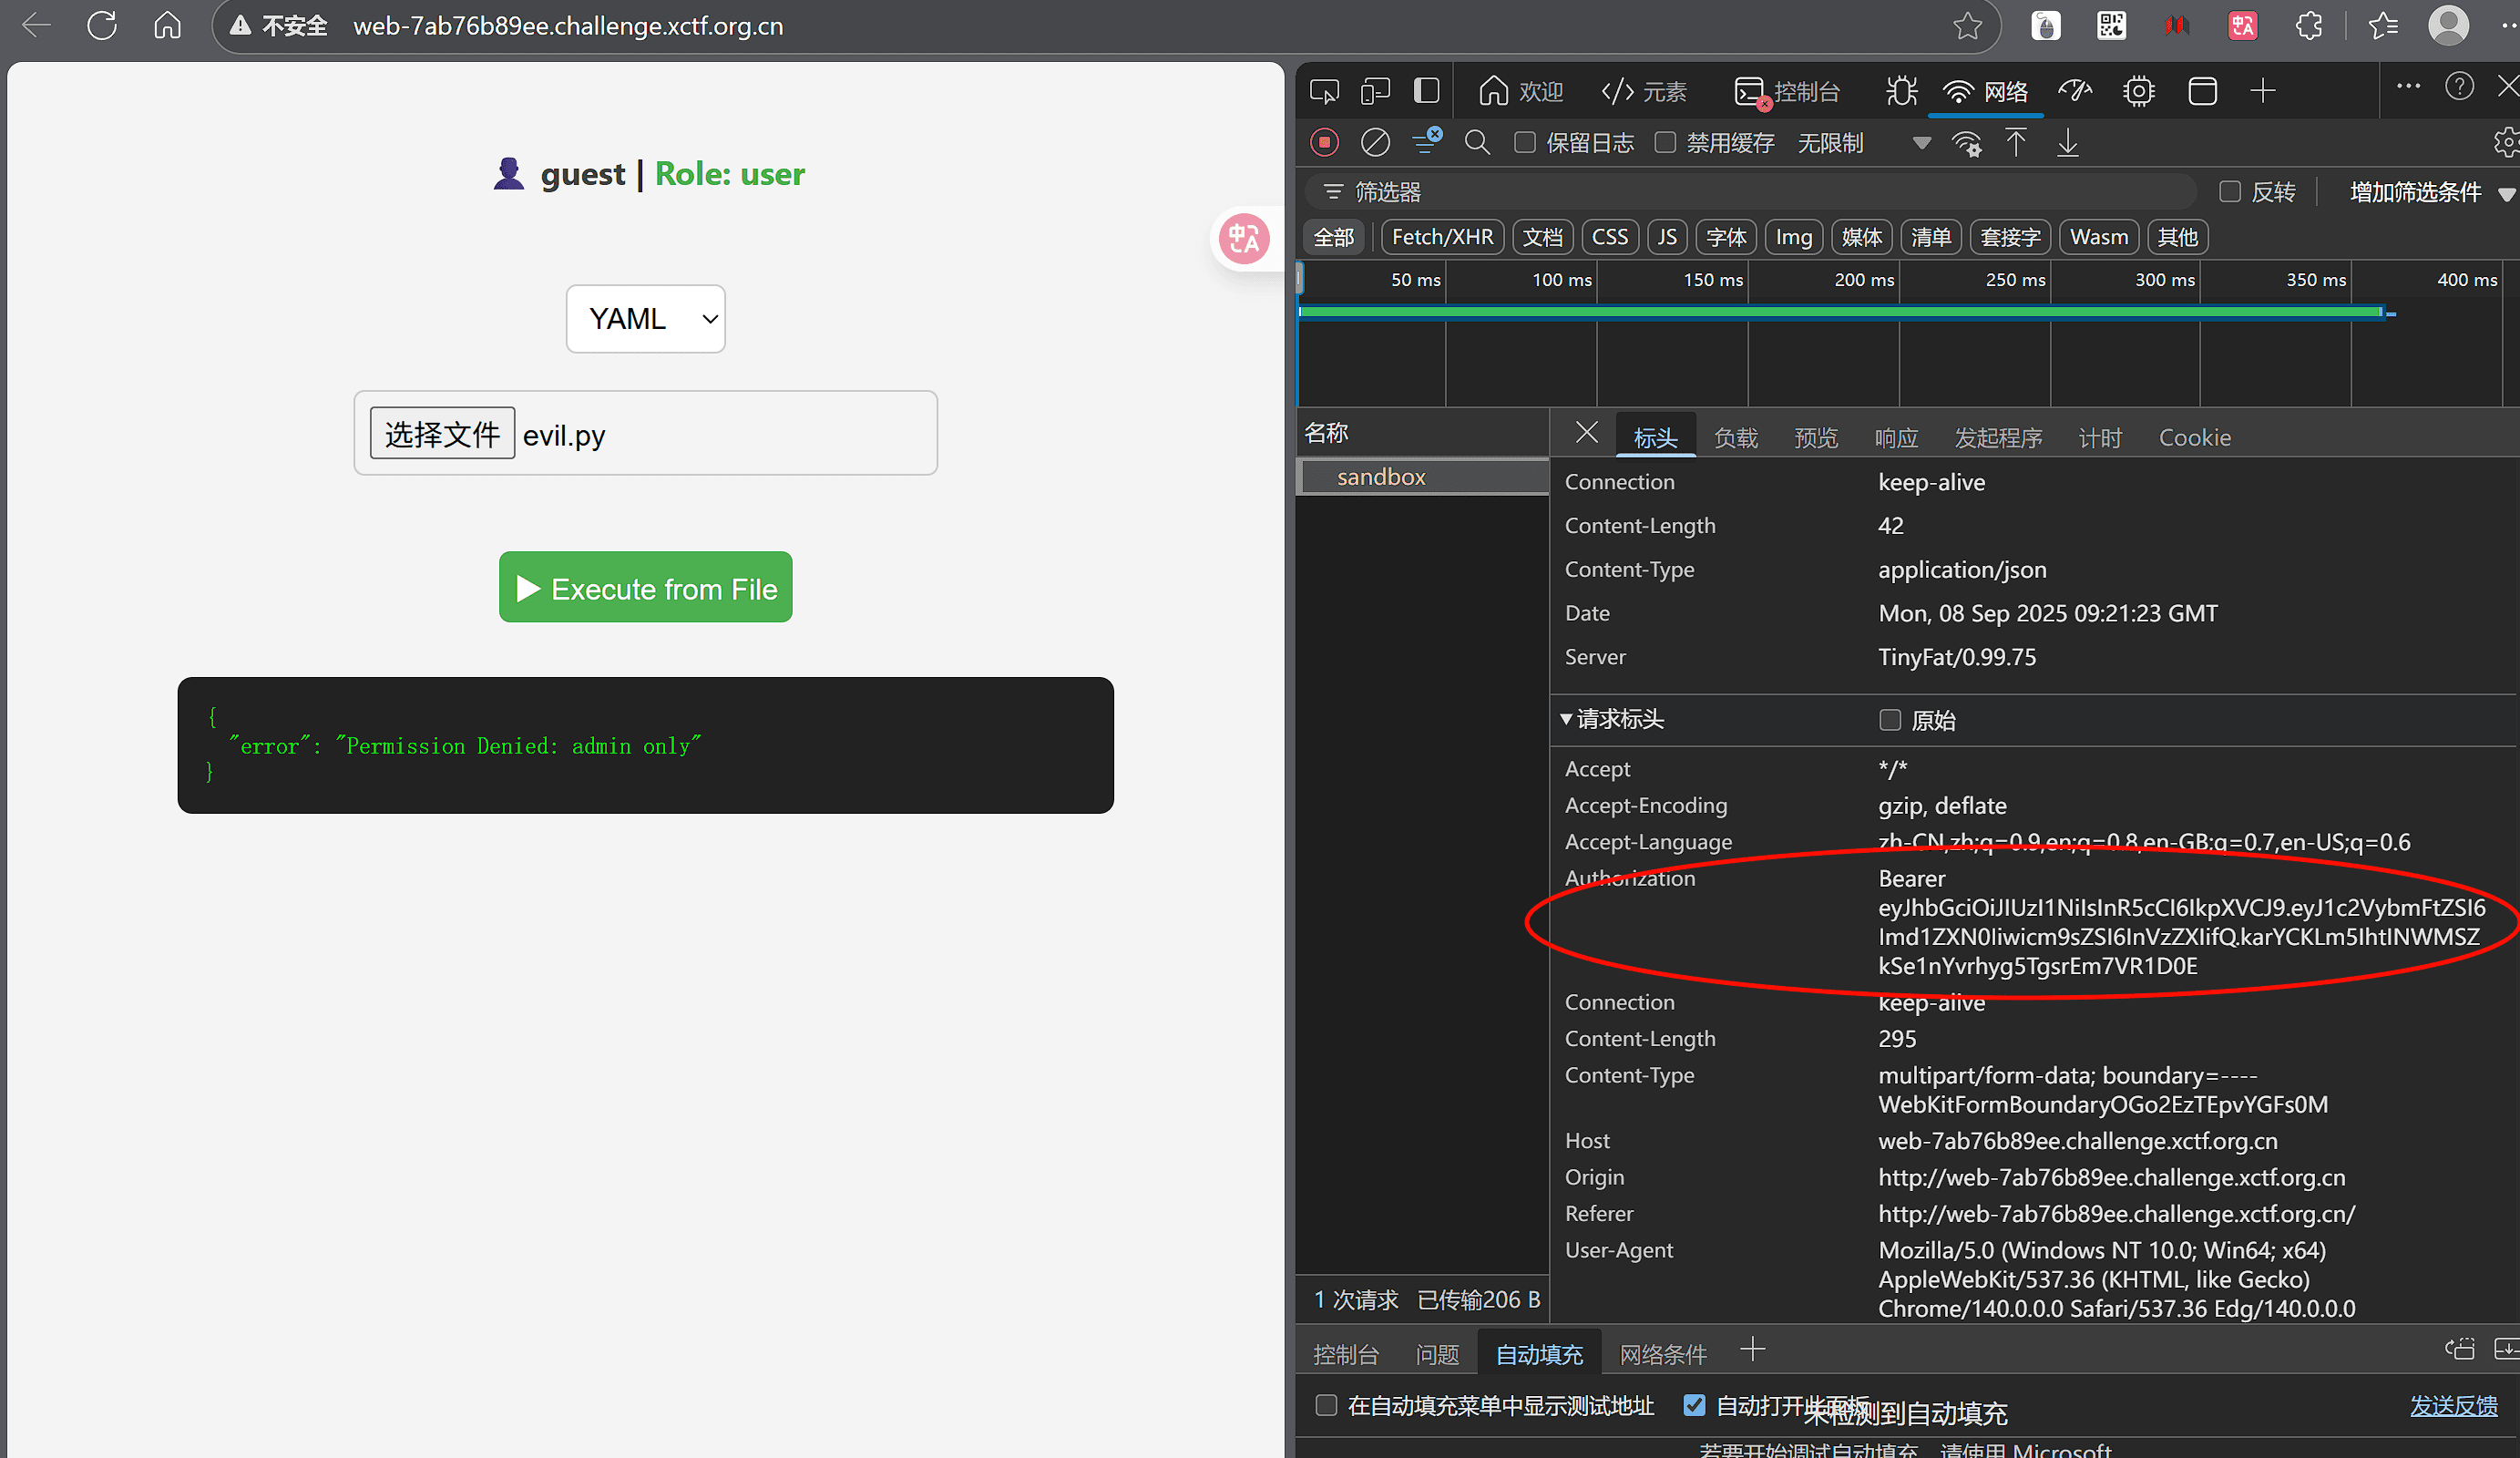 不安全 web-7ab76b89ee.challenge.xctf.org.cn
guest | Role: user
YAML
选择文件 evil.py
▶ Execute from File
{
"error": "Permission Denied: admin only"
}
欢迎 元素 控制台 网络
保留日志 禁用缓存 无限制
筛选器 反转 增加筛选条件
全部 Fetch/XHR 文档 CSS JS 字体 Img 媒体 清单 套接字 Wasm 其他
50 ms 100 ms 150 ms 200 ms 250 ms 300 ms 350 ms 400 ms
名称
sandbox
标头 负载 预览 响应 发起程序 计时 Cookie
Connection keep-alive
Content-Length 42
Content-Type application/json
Date Mon, 08 Sep 2025 09:21:23 GMT
Server TinyFat/0.99.75
请求标头 原始
Accept */*
Accept-Encoding gzip, deflate
Accept-Language zh-CN,zh;q=0.9,en;q=0.8,en-GB;q=0.7,en-US;q=0.6
Authorization Bearer
eyJhbGciOiJIUzI1NiIsInR5cCI6IkpXVCJ9.eyJ1c2VybmFtZSI6
Imd1ZXN0Iiwicm9sZSI6InVzZXIifQ.karYCKLm5IhtINWMSZ
kSe1nYvrhyg5TgsrEm7VR1D0E
Connection keep-alive
Content-Length 295
Content-Type multipart/form-data; boundary=----
WebKitFormBoundaryOGo2EzTEpvYGFs0M
Host web-7ab76b89ee.challenge.xctf.org.cn
Origin http://web-7ab76b89ee.challenge.xctf.org.cn
Referer http://web-7ab76b89ee.challenge.xctf.org.cn/
User-Agent Mozilla/5.0 (Windows NT 10.0; Win64; x64)
AppleWebKit/537.36 (KHTML, like Gecko)
Chrome/140.0.0.0 Safari/537.36 Edg/140.0.0.0
1 次请求 已传输206 B
控制台 问题 自动填充 网络条件
在自动填充菜单中显示测试地址 自动打开此面板 发送反馈
未检测到自动填充
若要开始调试自动填充，请使用 Microsoft